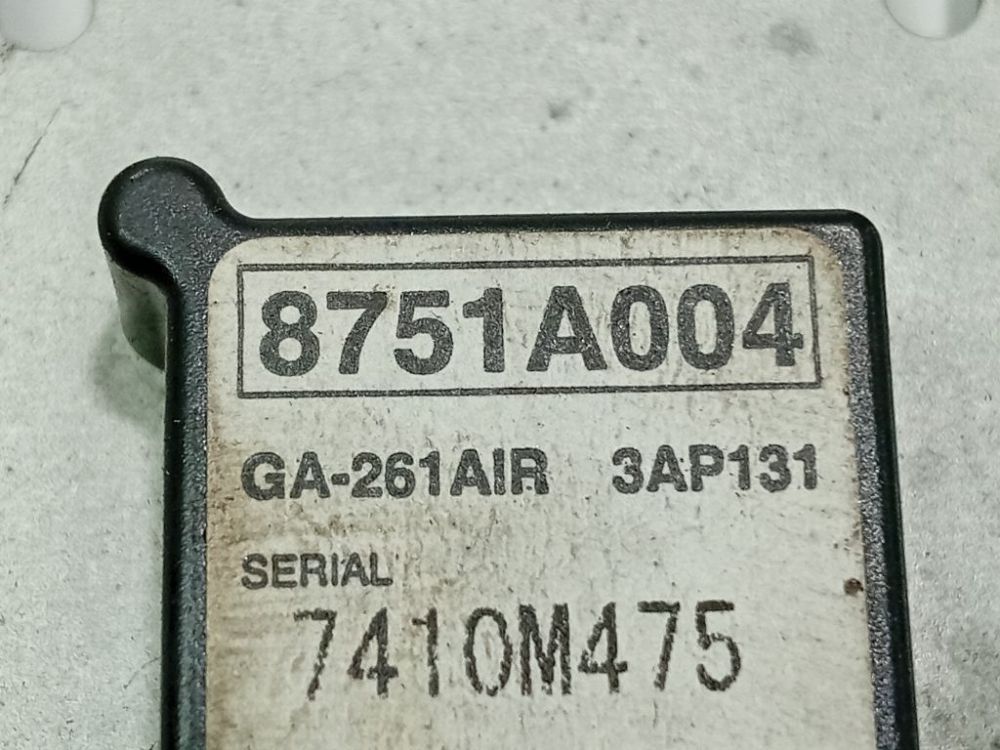 8751A004
GA-261AIR 3AP131
SERIAL
7410M475